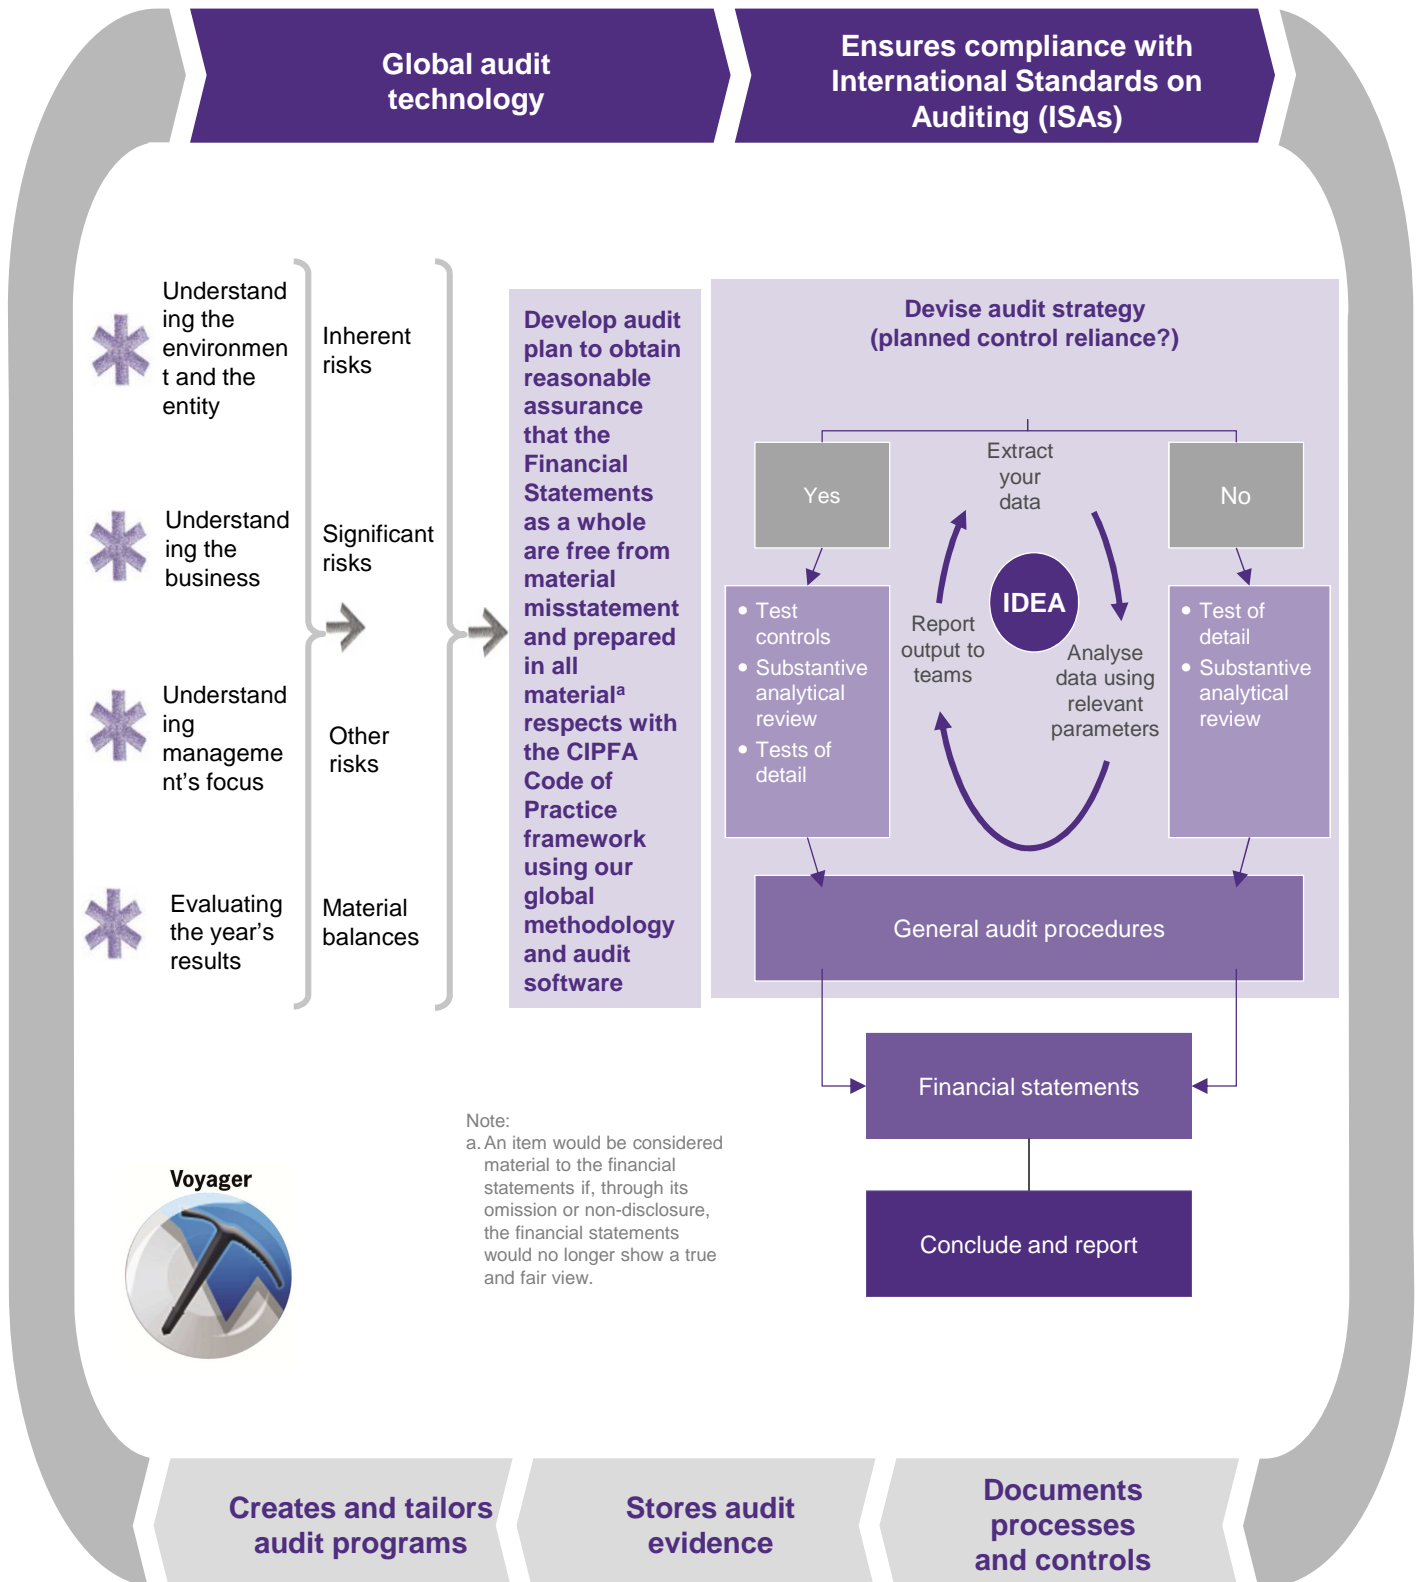 Global audit
technology
Ensures compliance with
International Standards on
Auditing (ISAs)
Understand
ing the
environmen
t and the
entity
Understand
ing the
business
Understand
ing
manageme
nt's focus
Evaluating
the year's
results
Inherent
risks
Significant
risks
Other
risks
Material
balances
Develop audit
plan to obtain
reasonable
assurance
that the
Financial
Statements
as a whole
are free from
material
misstatement
and prepared
in all
materialᵃ
respects with
the CIPFA
Code of
Practice
framework
using our
global
methodology
and audit
software
Devise audit strategy
(planned control reliance?)
Yes
No
Extract
your
data
IDEA
Report
output to
teams
Analyse
data using
relevant
parameters
• Test
controls
• Substantive
analytical
review
• Tests of
detail
• Test of
detail
• Substantive
analytical
review
General audit procedures
Financial statements
Conclude and report
Note:
a. An item would be considered
material to the financial
statements if, through its
omission or non-disclosure,
the financial statements
would no longer show a true
and fair view.
Voyager
Creates and tailors
audit programs
Stores audit
evidence
Documents
processes
and controls